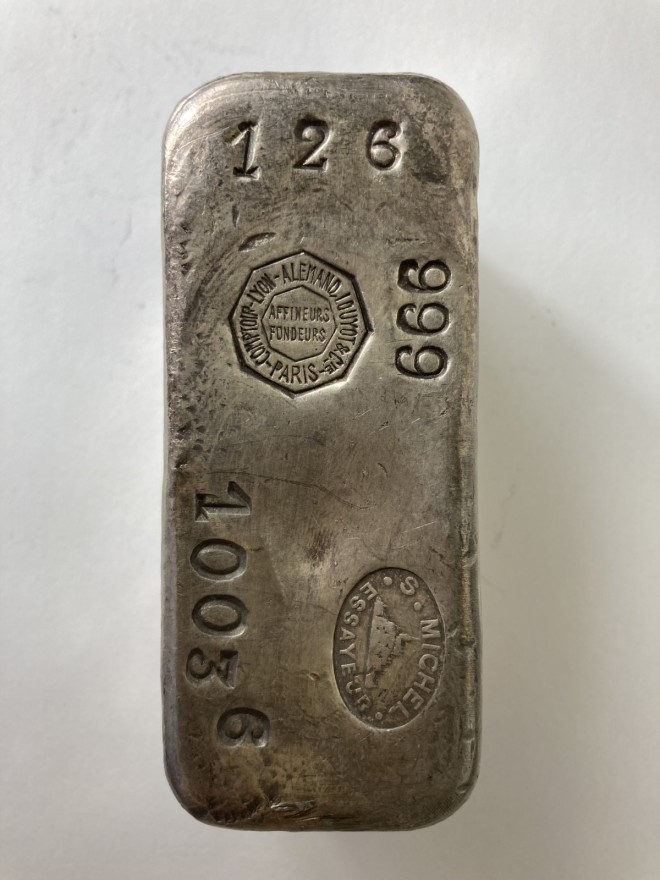 126
COMPTOIR-LYON-ALEMAND, LOUYOT & CIE-PARIS-
AFFINEURS
FONDEURS
999
10036
· S. MICHEL ·
ESSAYEUR